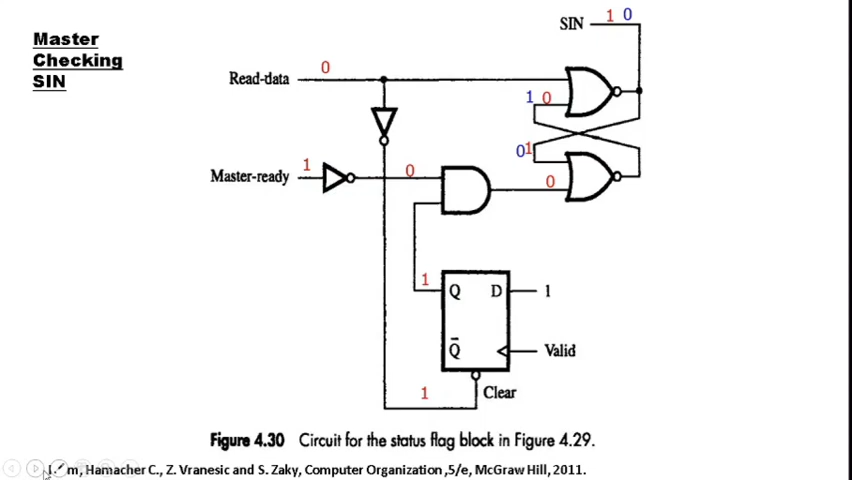 Master
Checking
SIN
SIN 1 0
Read-data 0
1 0
01
Master-ready 1
0
0
1
Q D 1
Q̄ Valid
1
Clear
Figure 4.30 Circuit for the status flag block in Figure 4.29.
Hamacher C., Z. Vranesic and S. Zaky, Computer Organization ,5/e, McGraw Hill, 2011.